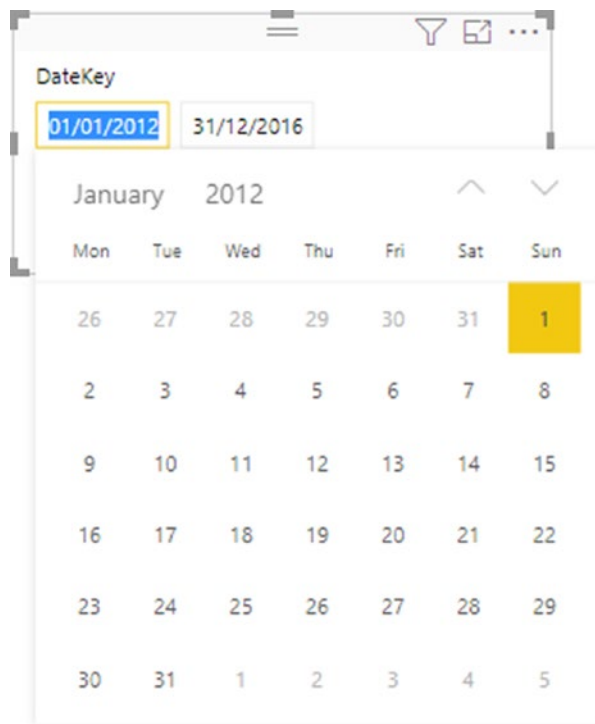 DateKey
01/01/2012 31/12/2016
January 2012
Mon Tue Wed Thu Fri Sat Sun
26 27 28 29 30 31 1
2 3 4 5 6 7 8
9 10 11 12 13 14 15
16 17 18 19 20 21 22
23 24 25 26 27 28 29
30 31 1 2 3 4 5